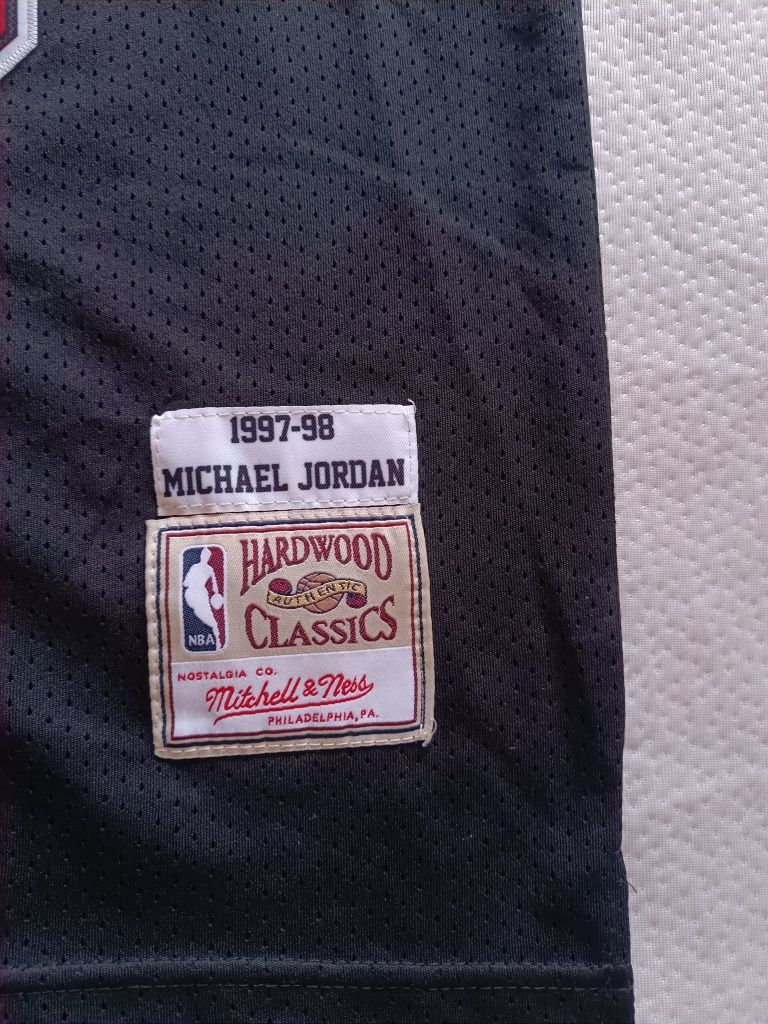 1997-98
MICHAEL JORDAN
HARDWOOD
AUTHENTIC
CLASSICS
NBA
NOSTALGIA CO.
Mitchell & Ness
PHILADELPHIA, PA.